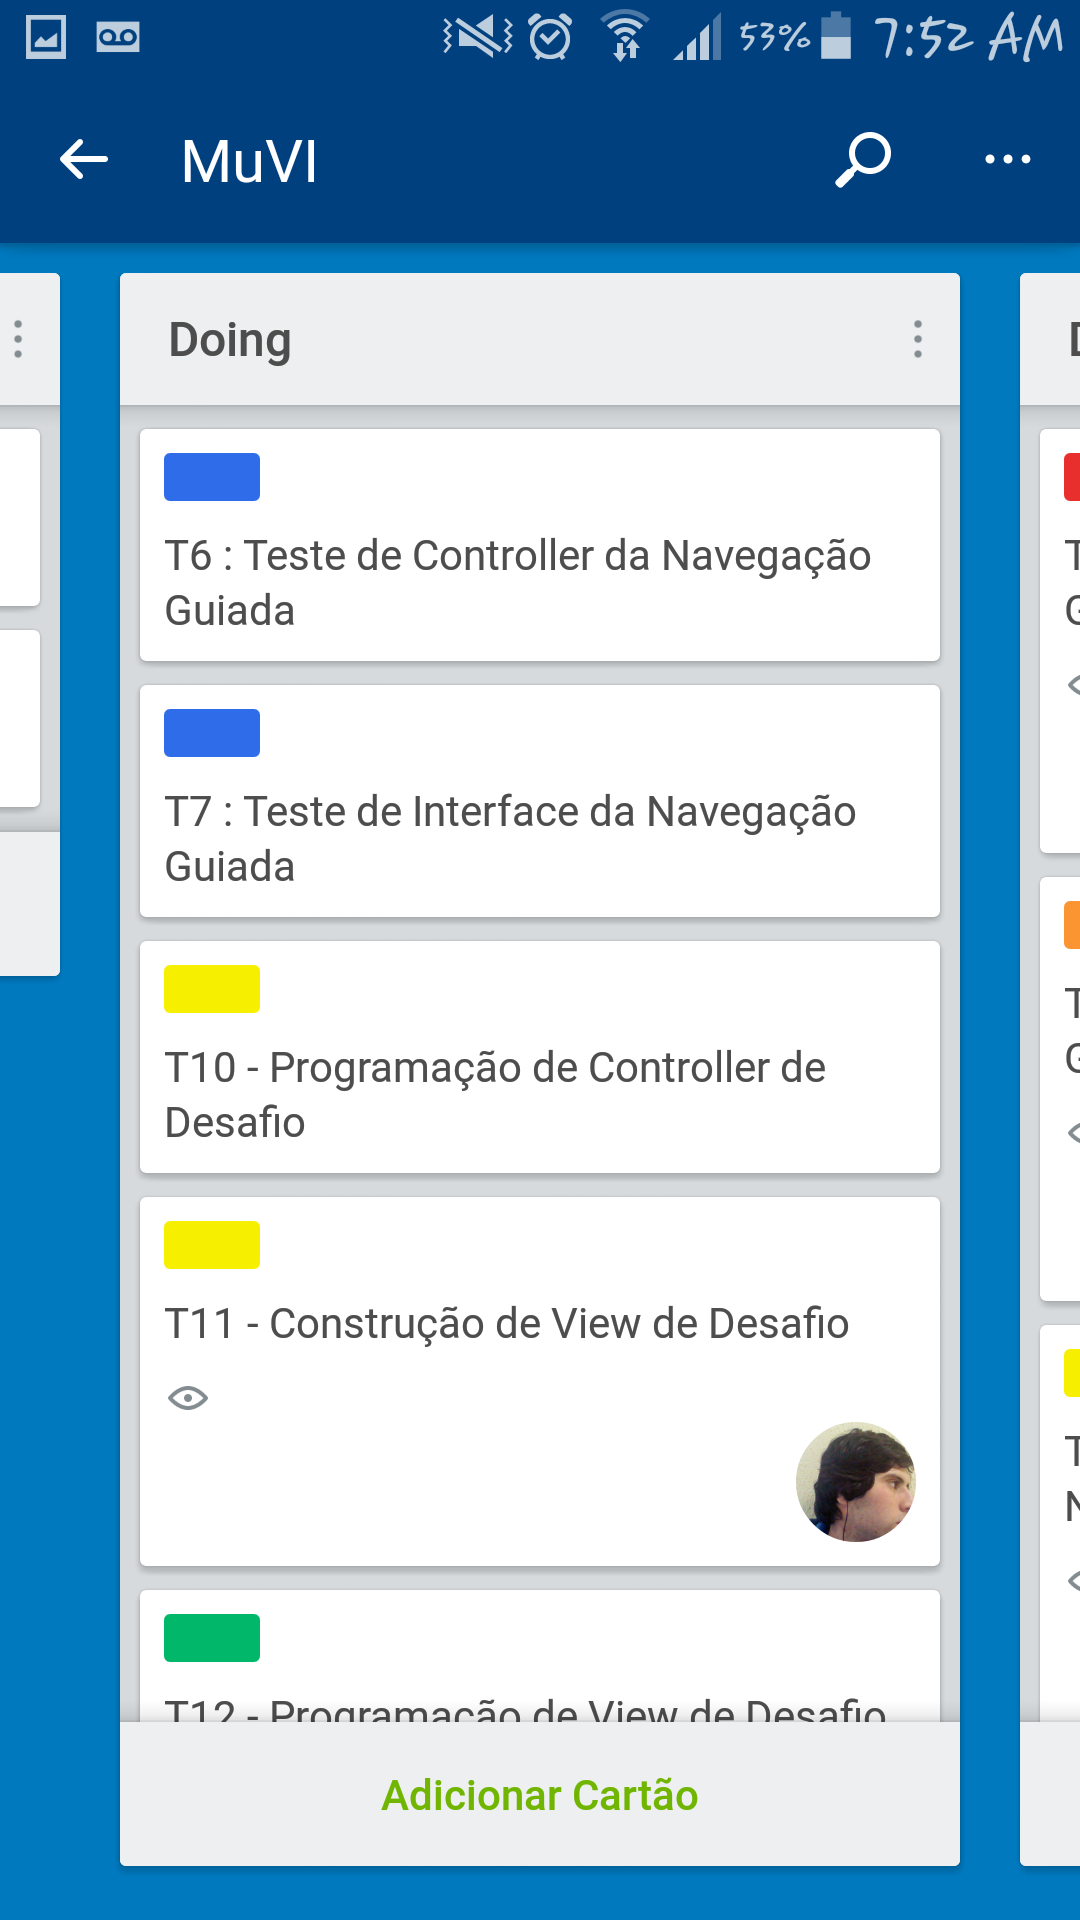 53% 7:52 AM
MuVI
Doing
T6 : Teste de Controller da Navegação
Guiada
T7 : Teste de Interface da Navegação
Guiada
T10 - Programação de Controller de
Desafio
T11 - Construção de View de Desafio
T12 - Programação de View de Desafio
Adicionar Cartão